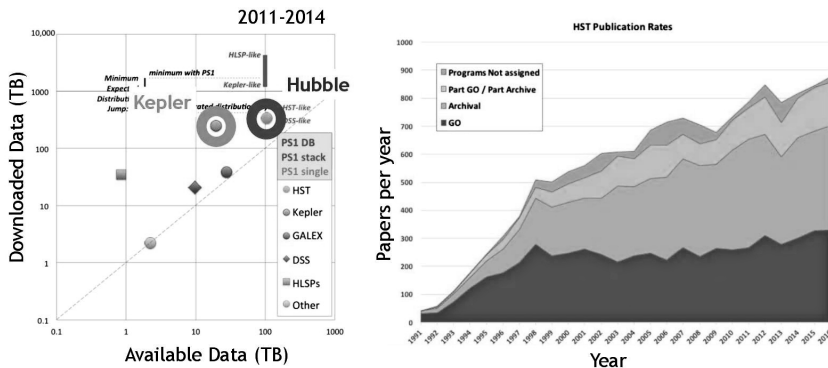 2011-2014
Downloaded Data (TB)
10,000
1000
100
10
1
0.1
HLSP-like
minimum with PS1
Minimum
Expect
Kepler-like
Distribut
Jump:
ated distribution
HST-like
DSS-like
Kepler
Hubble
PS1 DB
PS1 stack
PS1 single
HST
Kepler
GALEX
DSS
HLSPs
Other
0.1
1
10
100
1000
Available Data (TB)
HST Publication Rates
Papers per year
1000
900
800
700
600
500
400
300
200
100
0
Programs Not assigned
Part GO / Part Archive
Archival
GO
1991
1992
1993
1994
1995
1996
1997
1998
1999
2000
2001
2002
2003
2004
2005
2006
2007
2008
2009
2010
2011
2012
2013
2014
2015
Year